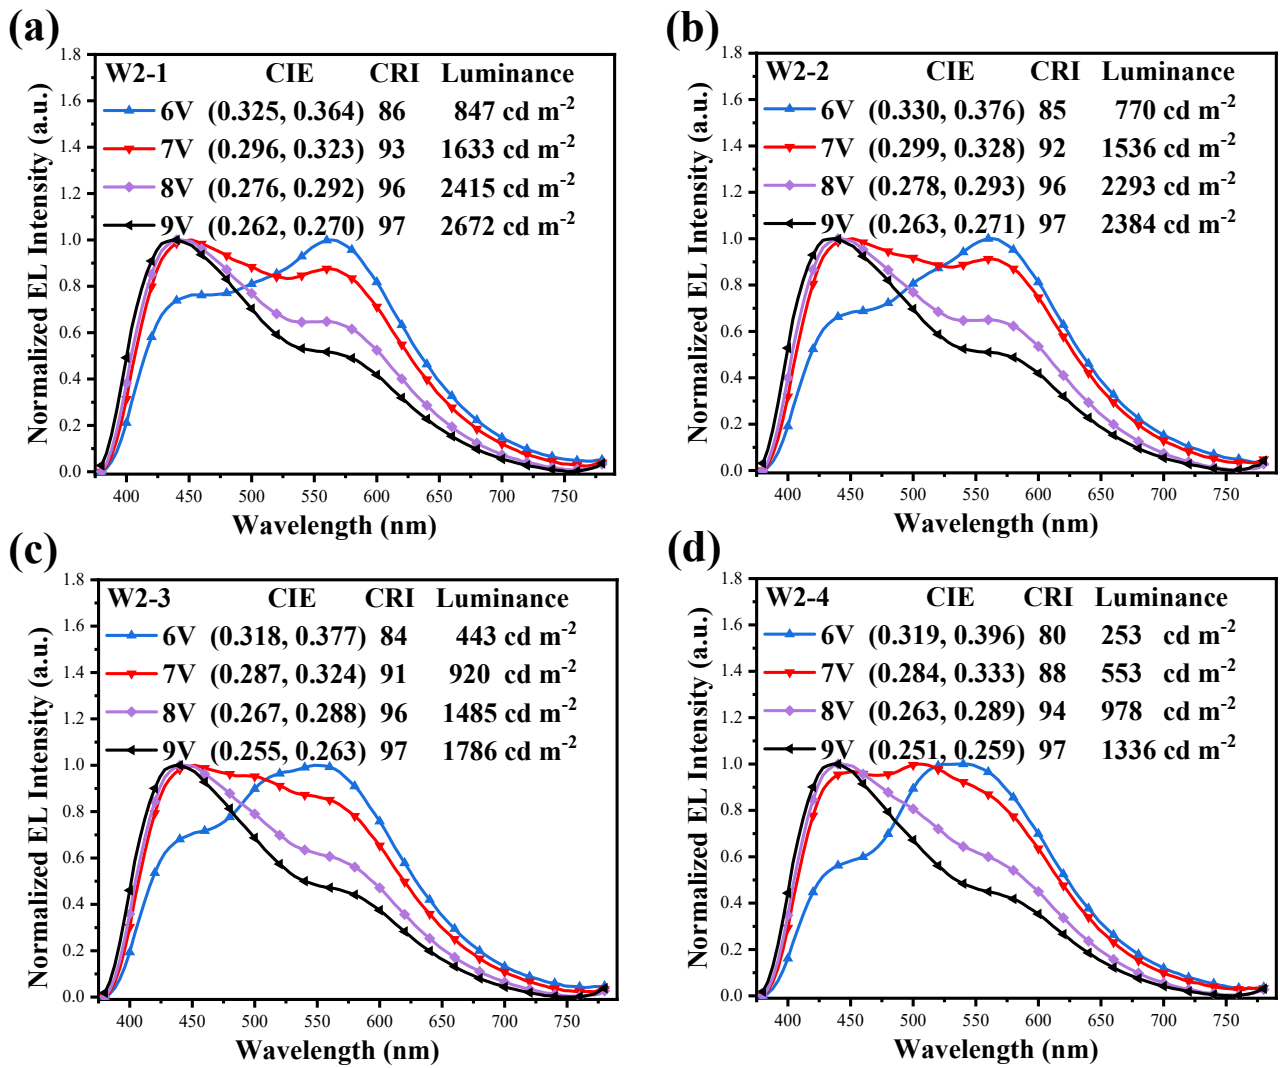 (a)
W2-1 CIE CRI Luminance
6V (0.325, 0.364) 86 847 cd m-2
7V (0.296, 0.323) 93 1633 cd m-2
8V (0.276, 0.292) 96 2415 cd m-2
9V (0.262, 0.270) 97 2672 cd m-2
Normalized EL Intensity (a.u.)
1.8
1.6
1.4
1.2
1.0
0.8
0.6
0.4
0.2
0.0
400 450 500 550 600 650 700 750
Wavelength (nm)
(b)
W2-2 CIE CRI Luminance
6V (0.330, 0.376) 85 770 cd m-2
7V (0.299, 0.328) 92 1536 cd m-2
8V (0.278, 0.293) 96 2293 cd m-2
9V (0.263, 0.271) 97 2384 cd m-2
Normalized EL Intensity (a.u.)
1.8
1.6
1.4
1.2
1.0
0.8
0.6
0.4
0.2
0.0
400 450 500 550 600 650 700 750
Wavelength (nm)
(c)
W2-3 CIE CRI Luminance
6V (0.318, 0.377) 84 443 cd m-2
7V (0.287, 0.324) 91 920 cd m-2
8V (0.267, 0.288) 96 1485 cd m-2
9V (0.255, 0.263) 97 1786 cd m-2
Normalized EL Intensity (a.u.)
1.8
1.6
1.4
1.2
1.0
0.8
0.6
0.4
0.2
0.0
400 450 500 550 600 650 700 750
Wavelength (nm)
(d)
W2-4 CIE CRI Luminance
6V (0.319, 0.396) 80 253 cd m-2
7V (0.284, 0.333) 88 553 cd m-2
8V (0.263, 0.289) 94 978 cd m-2
9V (0.251, 0.259) 97 1336 cd m-2
Normalized EL Intensity (a.u.)
1.8
1.6
1.4
1.2
1.0
0.8
0.6
0.4
0.2
0.0
400 450 500 550 600 650 700 750
Wavelength (nm)